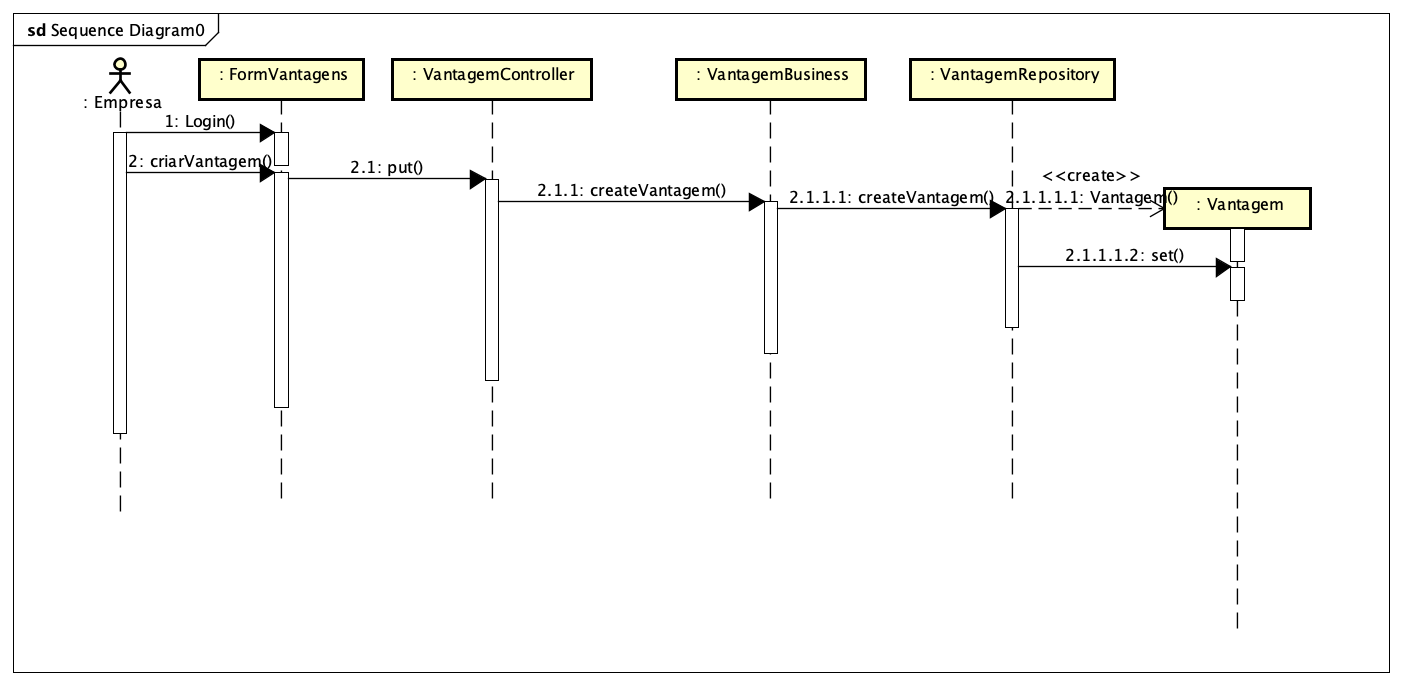 sd Sequence Diagram0
: Empresa
: FormVantagens
: VantagemController
: VantagemBusiness
: VantagemRepository
1: Login()
2: criarVantagem()
2.1: put()
2.1.1: createVantagem()
2.1.1.1: createVantagem()
<<create>>
2.1.1.1.1: Vantagem()
: Vantagem
2.1.1.1.2: set()